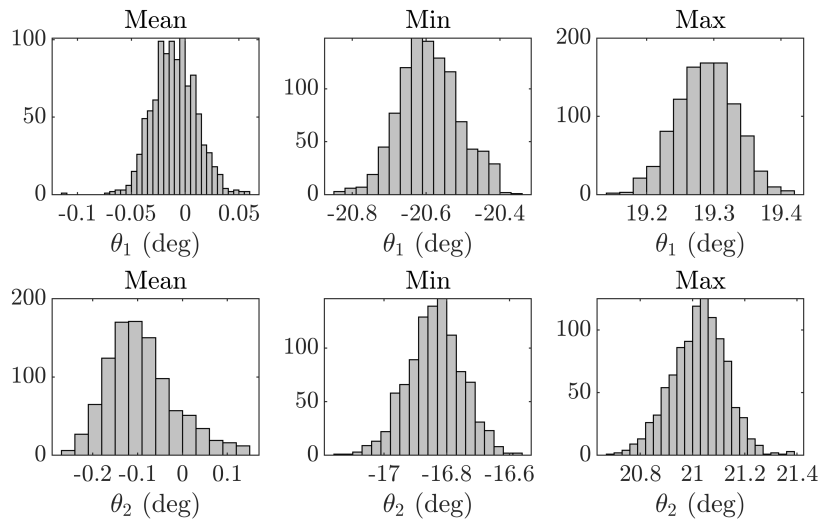 Mean Min Max
100 50 0
-0.1 -0.05 0 0.05
θ1 (deg)
100 50 0
-20.8 -20.6 -20.4
θ1 (deg)
200 100 0
19.2 19.3 19.4
θ1 (deg)
Mean Min Max
200 100 0
-0.2 -0.1 0 0.1
θ2 (deg)
100 50 0
-17 -16.8 -16.6
θ2 (deg)
100 50 0
20.8 21 21.2 21.4
θ2 (deg)